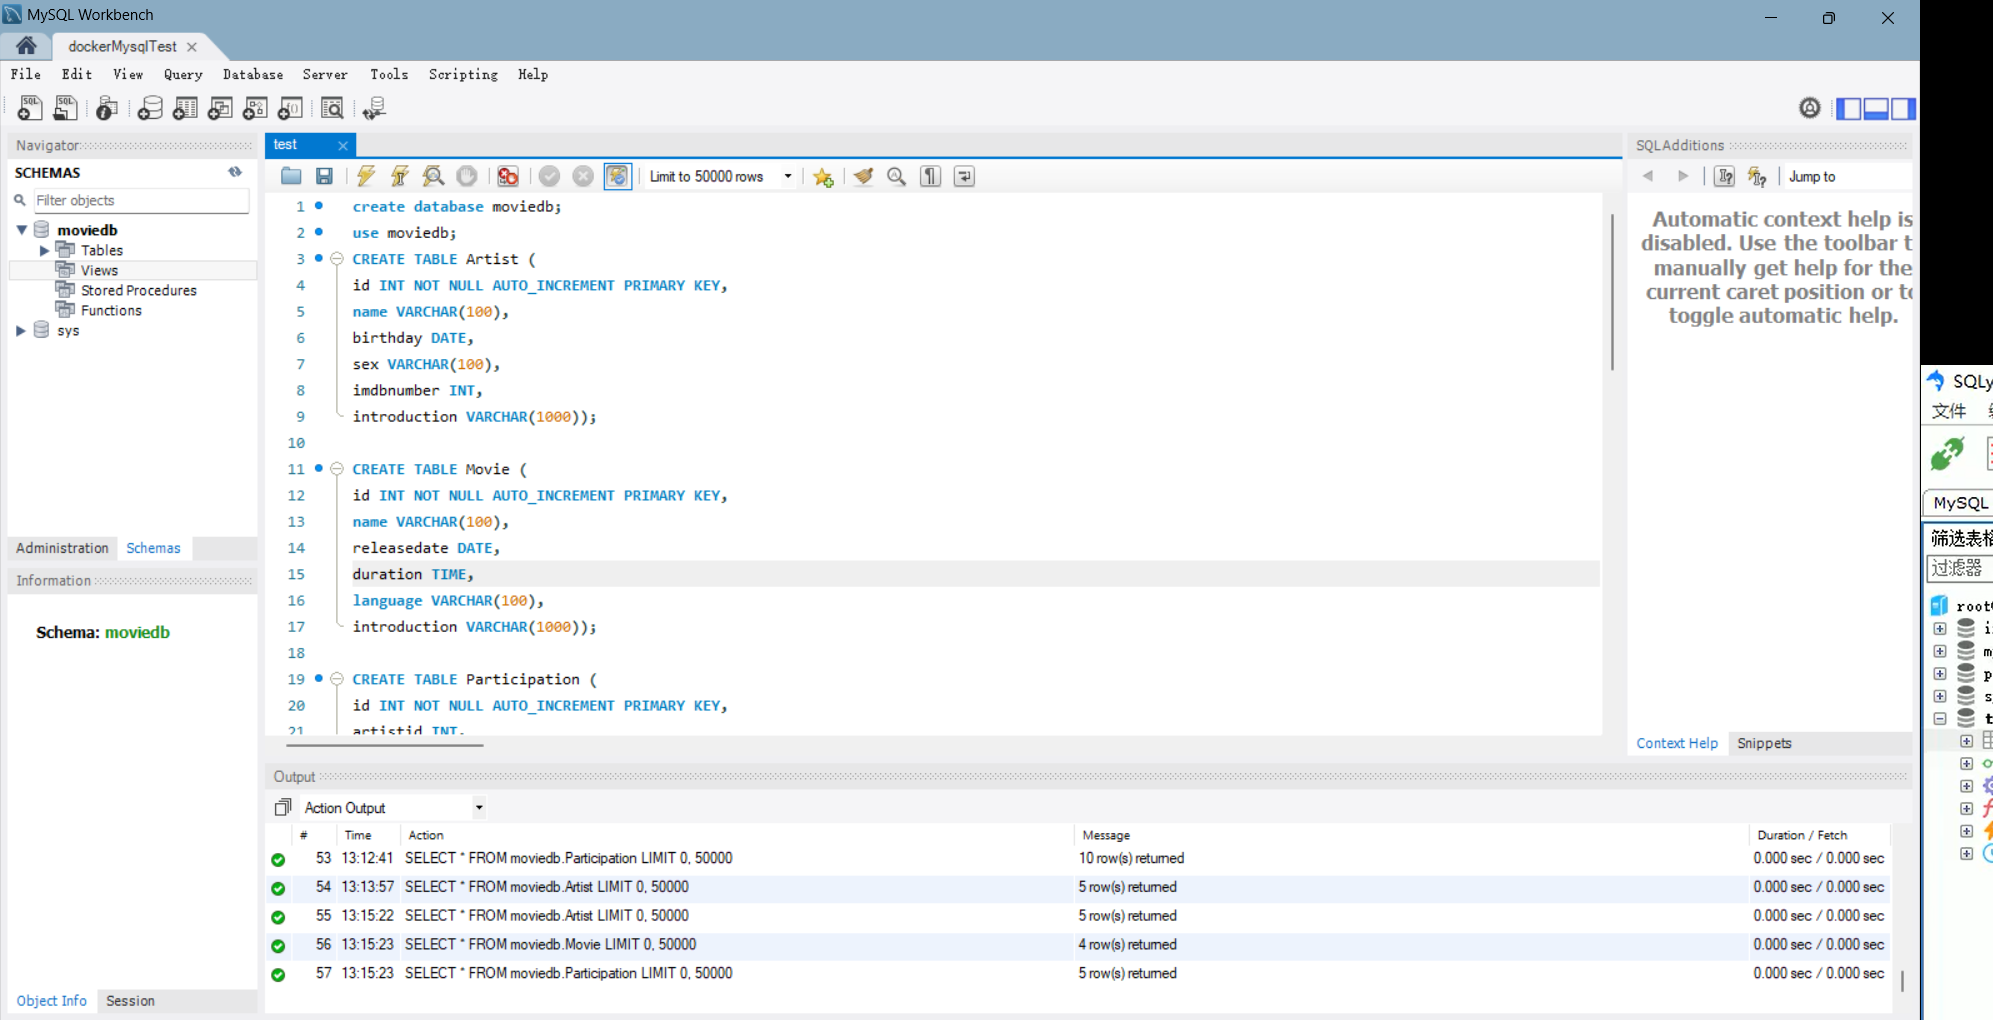 MySQL Workbench
dockerMysqlTest
File Edit View Query Database Server Tools Scripting Help
Navigator
SCHEMAS
Filter objects
moviedb
Tables
Views
Stored Procedures
Functions
sys
Administration Schemas
Information
Schema: moviedb
Object Info Session
test
Limit to 50000 rows
1 create database moviedb;
2 use moviedb;
3 CREATE TABLE Artist (
4 id INT NOT NULL AUTO_INCREMENT PRIMARY KEY,
5 name VARCHAR(100),
6 birthday DATE,
7 sex VARCHAR(100),
8 imdbnumber INT,
9 introduction VARCHAR(1000));
10
11 CREATE TABLE Movie (
12 id INT NOT NULL AUTO_INCREMENT PRIMARY KEY,
13 name VARCHAR(100),
14 releasedate DATE,
15 duration TIME,
16 language VARCHAR(100),
17 introduction VARCHAR(1000));
18
19 CREATE TABLE Participation (
20 id INT NOT NULL AUTO_INCREMENT PRIMARY KEY,
21 artistid INT,
SQLAdditions
Jump to
Automatic context help is
disabled. Use the toolbar t
manually get help for the
current caret position or to
toggle automatic help.
Context Help Snippets
Output
Action Output
# Time Action Message Duration / Fetch
53 13:12:41 SELECT * FROM moviedb.Participation LIMIT 0, 50000 10 row(s) returned 0.000 sec / 0.000 sec
54 13:13:57 SELECT * FROM moviedb.Artist LIMIT 0, 50000 5 row(s) returned 0.000 sec / 0.000 sec
55 13:15:22 SELECT * FROM moviedb.Artist LIMIT 0, 50000 5 row(s) returned 0.000 sec / 0.000 sec
56 13:15:23 SELECT * FROM moviedb.Movie LIMIT 0, 50000 4 row(s) returned 0.000 sec / 0.000 sec
57 13:15:23 SELECT * FROM moviedb.Participation LIMIT 0, 50000 5 row(s) returned 0.000 sec / 0.000 sec
SQLy
文件
MySQL
筛选表格
过滤器
root
i
m
p
s
t